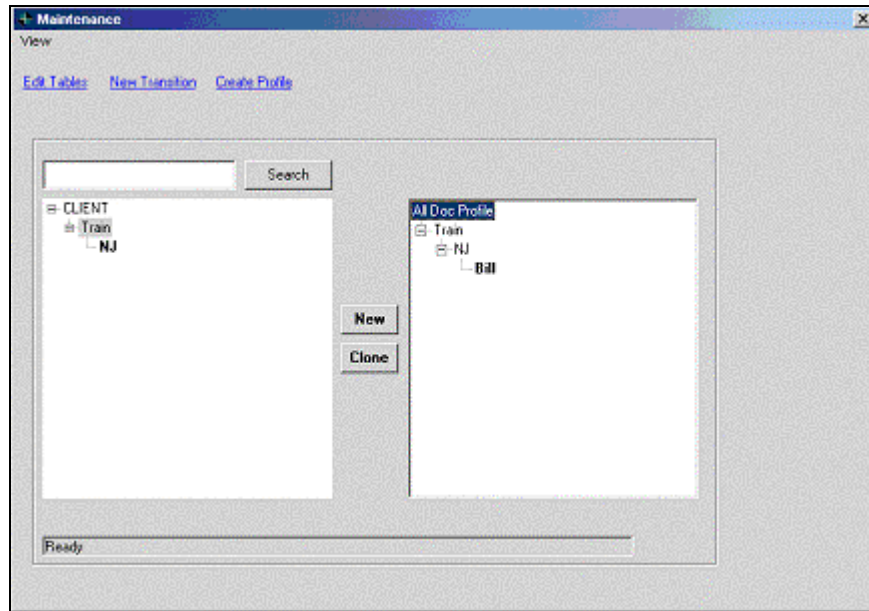 Maintenance
View
Edit Tables New Transition Create Profile
Search
CLIENT
Train
NJ
All Doc Profile
Train
NJ
Bill
New
Clone
Ready